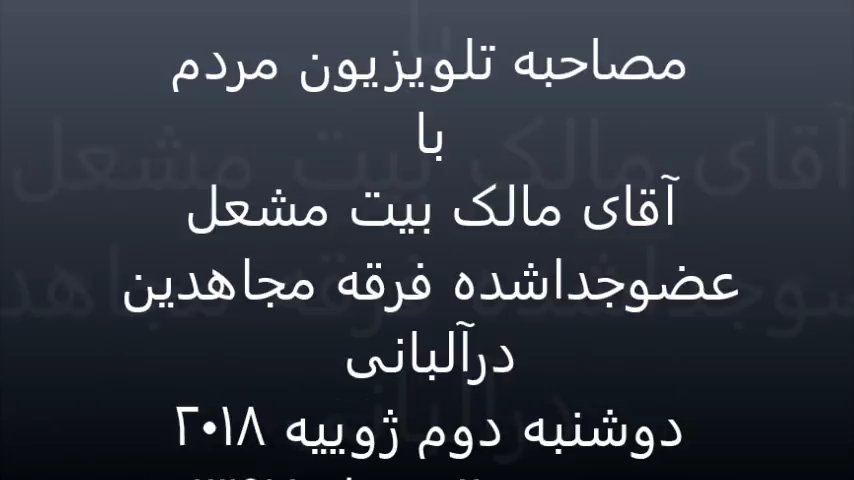 مصاحبه تلویزیون مردم
با
آقای مالک بیت مشعل
عضوجداشده فرقه مجاهدین
درآلبانی
دوشنبه دوم ژوییه ۲۰۱۸